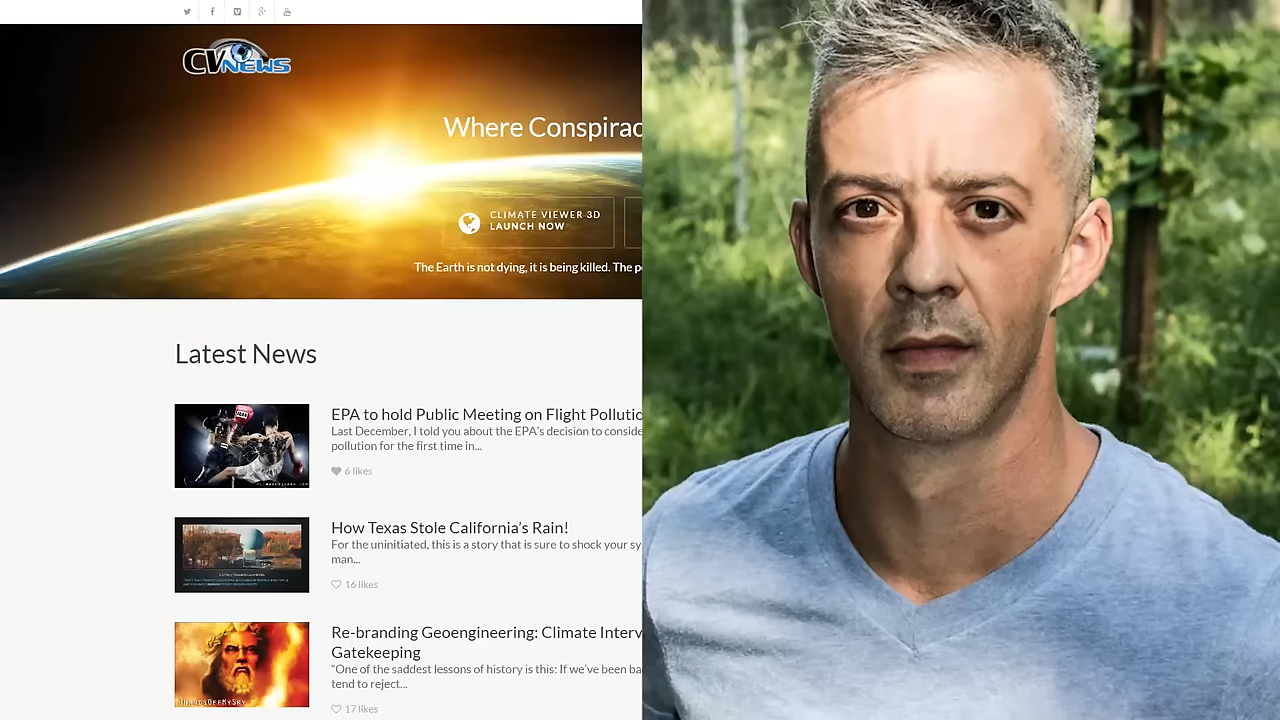 CV NEWS
Where Conspirac
CLIMATE VIEWER 3D
LAUNCH NOW
The Earth is not dying, it is being killed. The p
Latest News
EPA to hold Public Meeting on Flight Pollutio
Last December, I told you about the EPA's decision to conside
pollution for the first time in...
6 likes
How Texas Stole California's Rain!
For the uninitiated, this is a story that is sure to shock your sy
man...
16 likes
Re-branding Geoengineering: Climate Interv
Gatekeeping
"One of the saddest lessons of history is this: If we've been ba
tend to reject...
#HandsOffMySky
17 likes